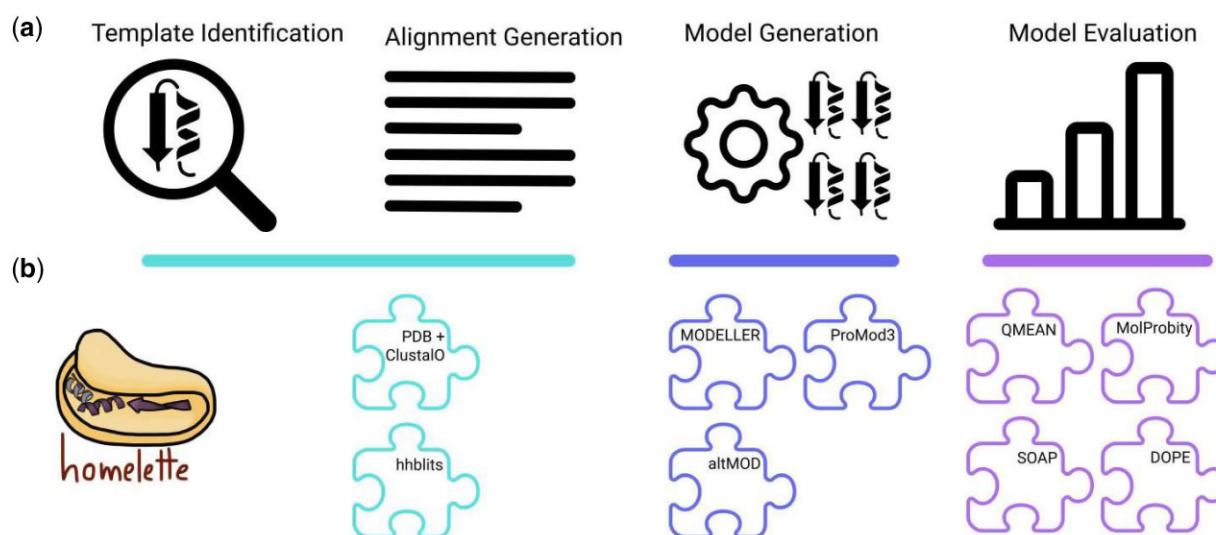 (a)
Template Identification
Alignment Generation
Model Generation
Model Evaluation
(b)
PDB +
ClustalO
MODELLER
ProMod3
QMEAN
MolProbity
homelette
hhblits
altMOD
SOAP
DOPE